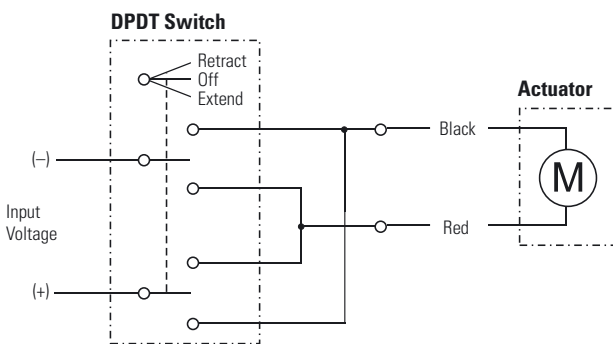 DPDT Switch
Retract
Off
Extend
Actuator
Black
(–)
M
Input
Voltage
Red
(+)